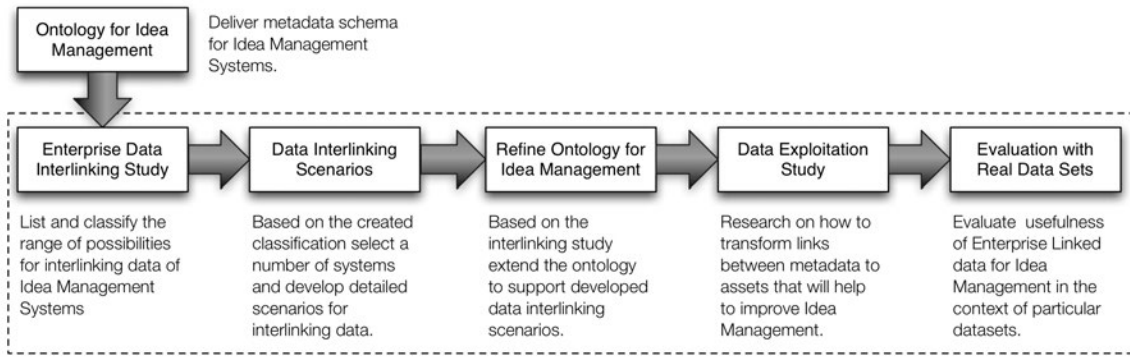 Ontology for Idea
Management
Deliver metadata schema
for Idea Management
Systems.
Enterprise Data
Interlinking Study
Data Interlinking
Scenarios
Refine Ontology for
Idea Management
Data Exploitation
Study
Evaluation with
Real Data Sets
List and classify the
range of possibilities
for interlinking data of
Idea Management
Systems
Based on the created
classification select a
number of systems
and develop detailed
scenarios for
interlinking data.
Based on the
interlinking study
extend the ontology
to support developed
data interlinking
scenarios.
Research on how to
transform links
between metadata to
assets that will help
to improve Idea
Management.
Evaluate usefulness
of Enterprise Linked
data for Idea
Management in the
context of particular
datasets.